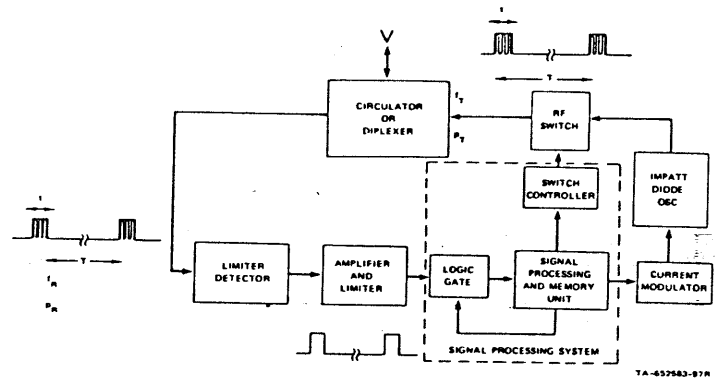 t
T
CIRCULATOR
OR
DIPLEXER
f_T
P_T
RF
SWITCH
SWITCH
CONTROLLER
IMPATT
DIODE
OSC
t
T
f_R
P_R
LIMITER
DETECTOR
AMPLIFIER
AND
LIMITER
LOGIC
GATE
SIGNAL
PROCESSING
AND MEMORY
UNIT
CURRENT
MODULATOR
SIGNAL PROCESSING SYSTEM
TA-652583-97R